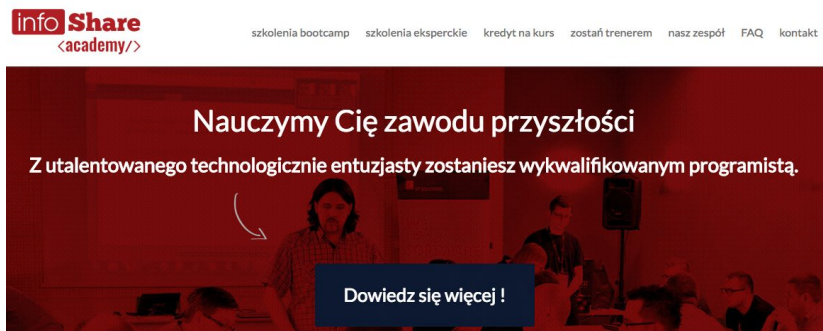 info Share
<academy/>
szkolenia bootcamp szkolenia eksperckie kredyt na kurs zostań trenerem nasz zespół FAQ kontakt
Nauczymy Cię zawodu przyszłości
Z utalentowanego technologicznie entuzjasty zostaniesz wykwalifikowanym programistą.
Dowiedz się więcej !